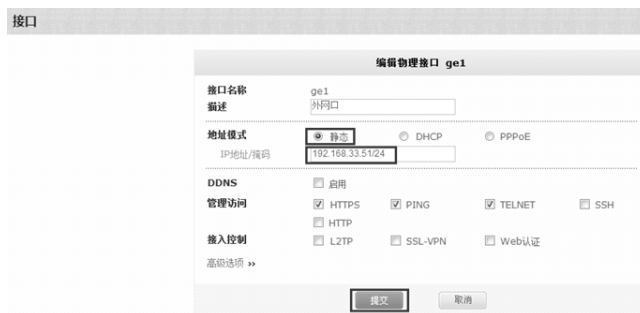 接口
编辑物理接口 ge1
接口名称 ge1
描述 外网口
地址模式 静态 DHCP PPPoE
IP地址/掩码 192.168.33.51/24
DDNS 启用
管理访问 HTTPS PING TELNET SSH
HTTP
接入控制 L2TP SSL-VPN Web认证
高级选项 »
提交 取消